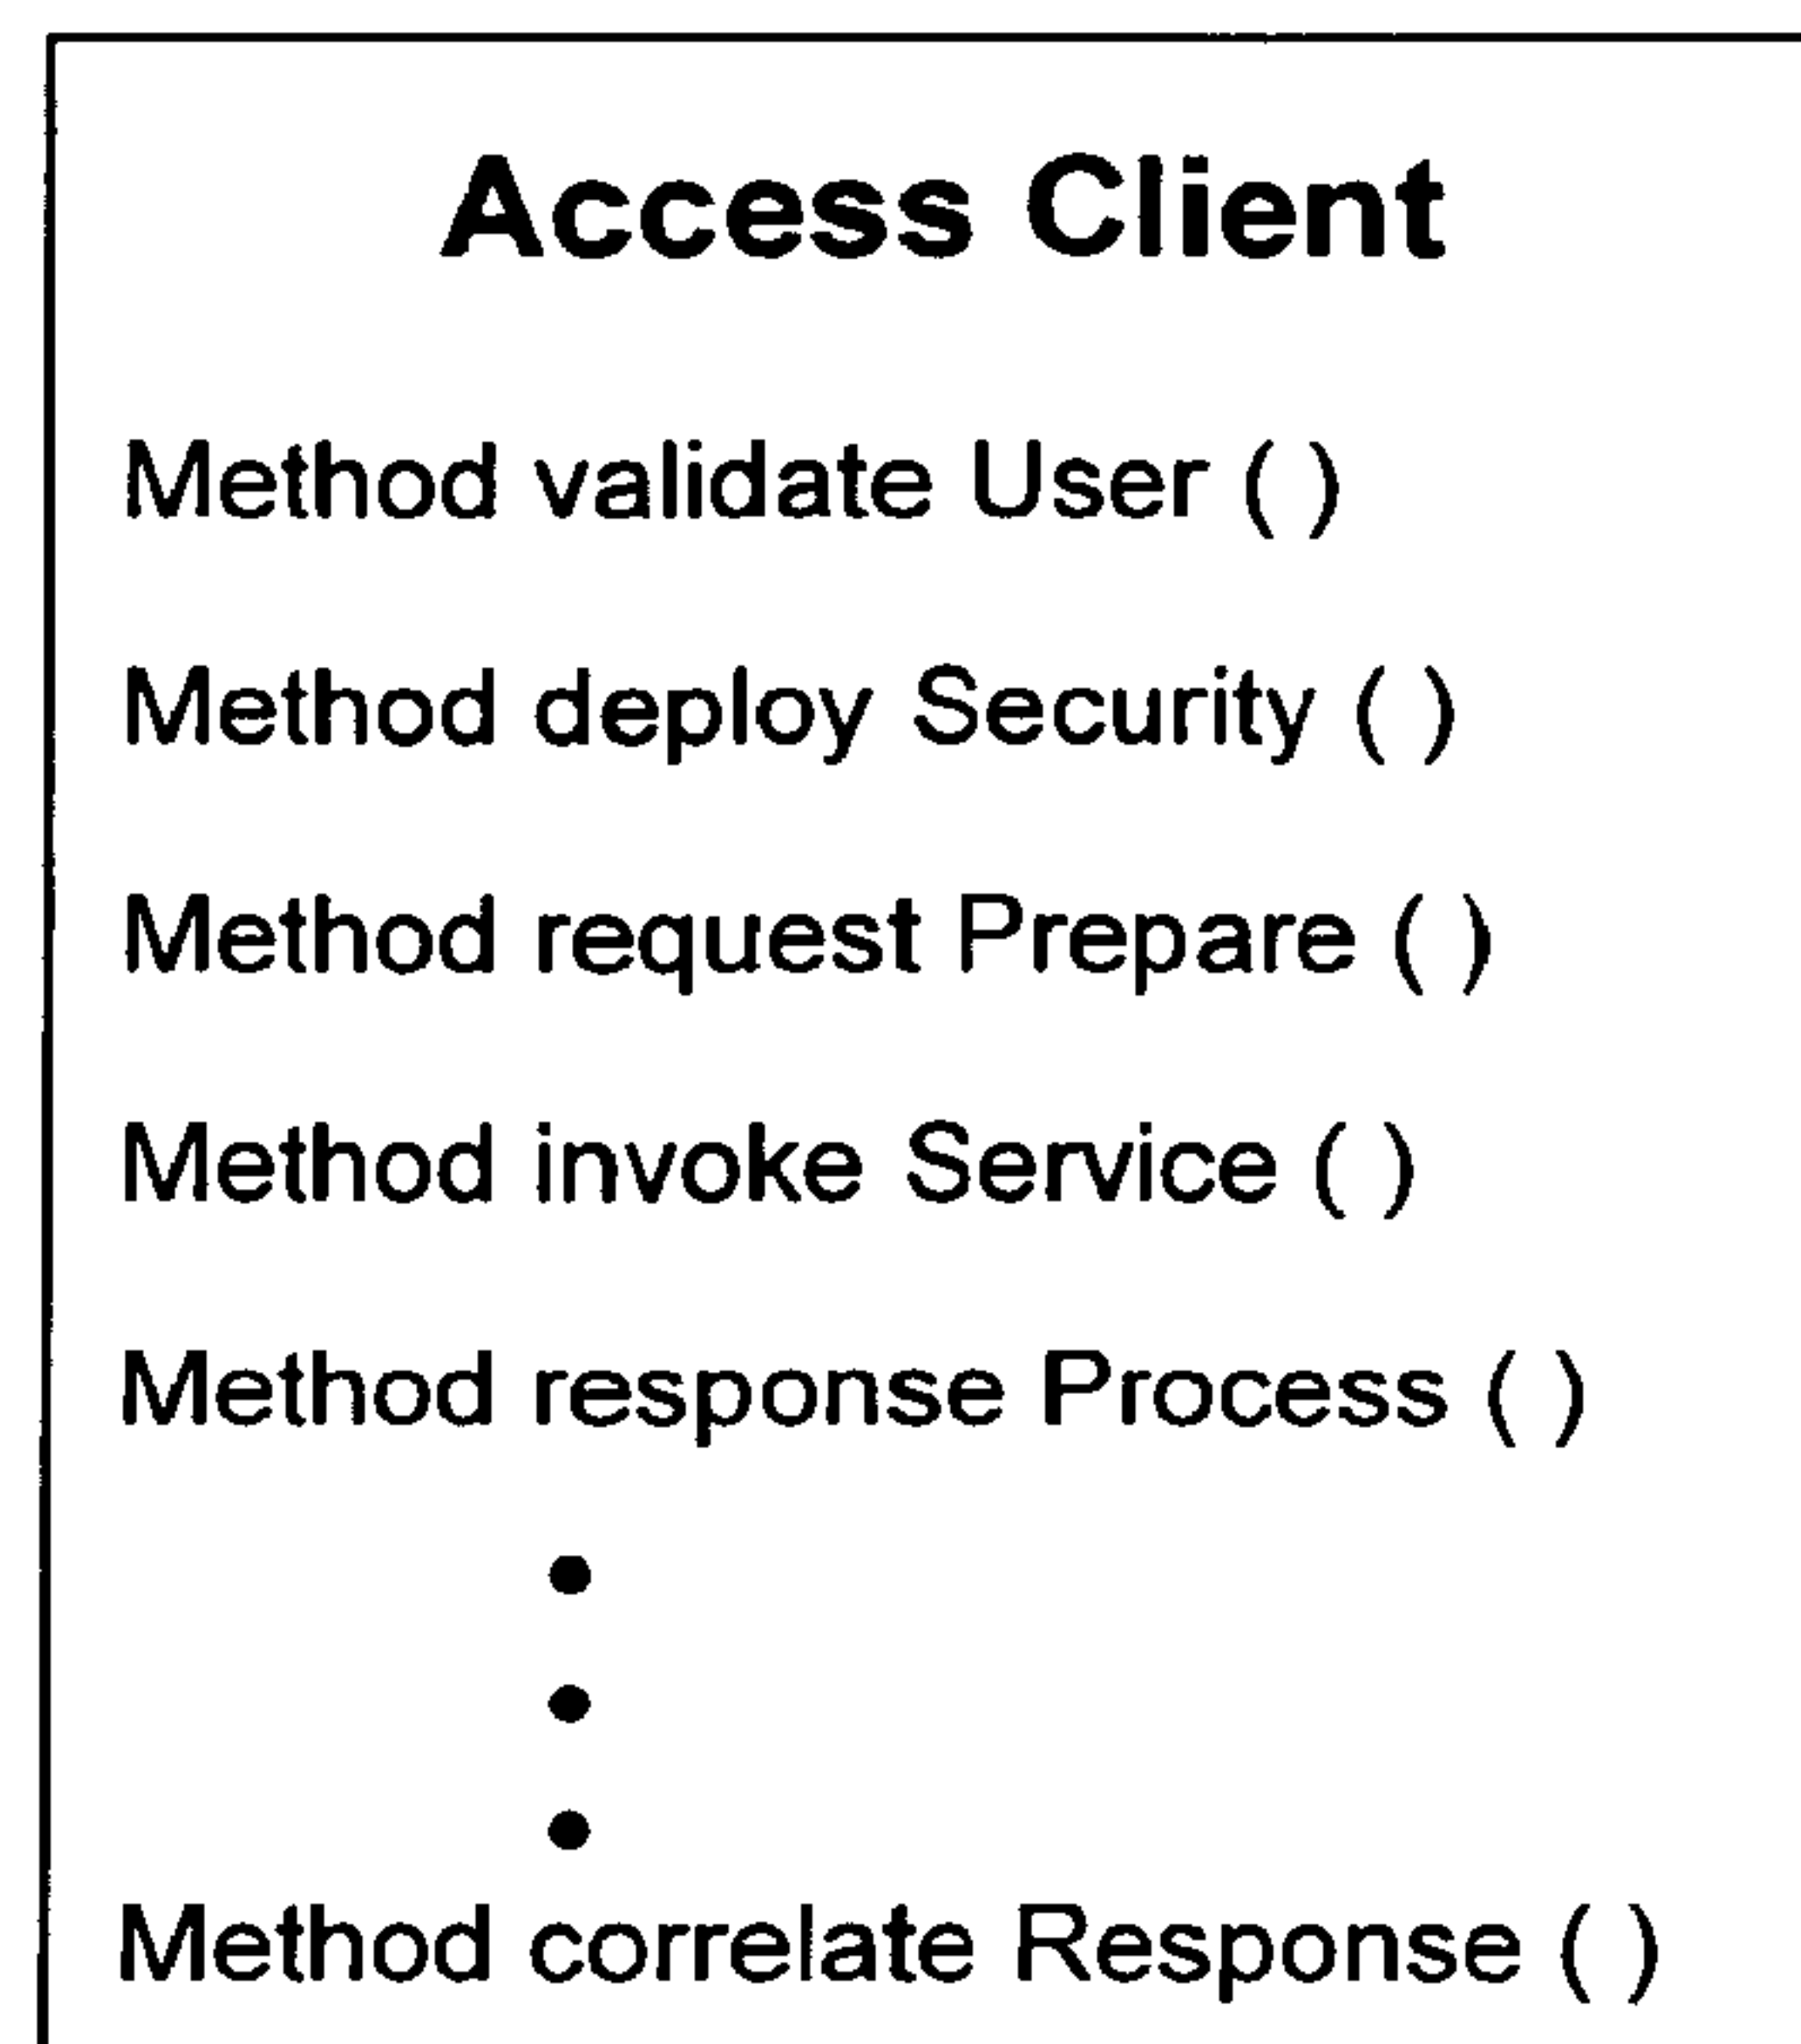 Access Client
Method validate User ( )
Method deploy Security ( )
Method request Prepare ( )
Method invoke Service ( )
Method response Process ( )
•
•
•
Method correlate Response ( )